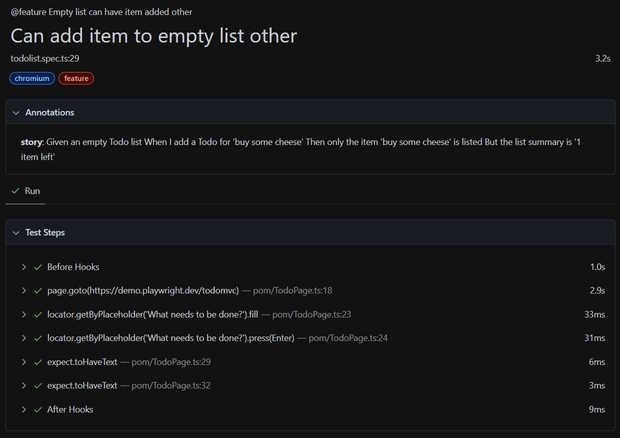 @feature Empty list can have item added other
Can add item to empty list other
todolist.spec.ts:29 3.2s
chromium feature
Annotations
story: Given an empty Todo list When I add a Todo for 'buy some cheese' Then only the item 'buy some cheese' is listed But the list summary is '1
item left'
Run
Test Steps
Before Hooks 1.0s
page.goto(https://demo.playwright.dev/todomvc) — pom/TodoPage.ts:18 2.9s
locator.getByPlaceholder('What needs to be done?').fill — pom/TodoPage.ts:23 33ms
locator.getByPlaceholder('What needs to be done?').press(Enter) — pom/TodoPage.ts:24 31ms
expect.toHaveText — pom/TodoPage.ts:29 6ms
expect.toHaveText — pom/TodoPage.ts:32 3ms
After Hooks 9ms